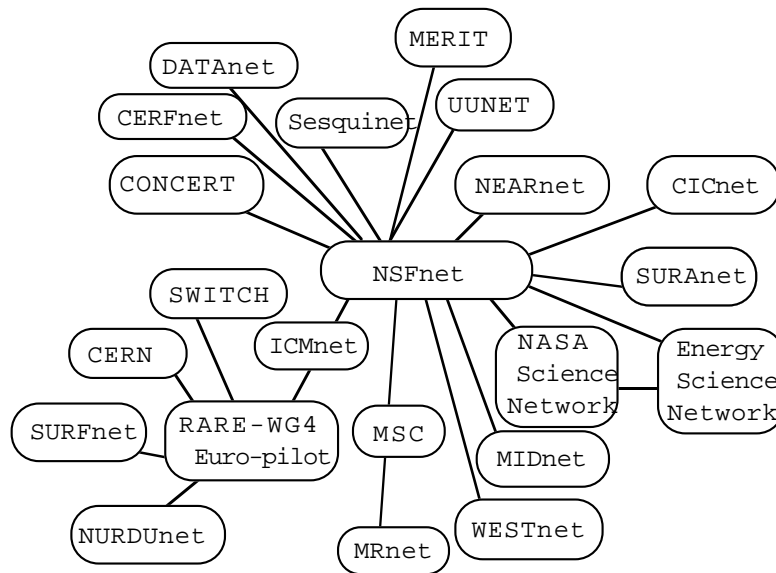 MERIT
DATAnet
UUNET
CERFnet
Sesquinet
CONCERT
NEARnet
CICnet
NSFnet
SURAnet
SWITCH
ICMnet
NASA
Science
Network
Energy
Science
Network
CERN
RARE-WG4
Euro-pilot
SURFnet
MSC
MIDnet
NURDUnet
MRnet
WESTnet